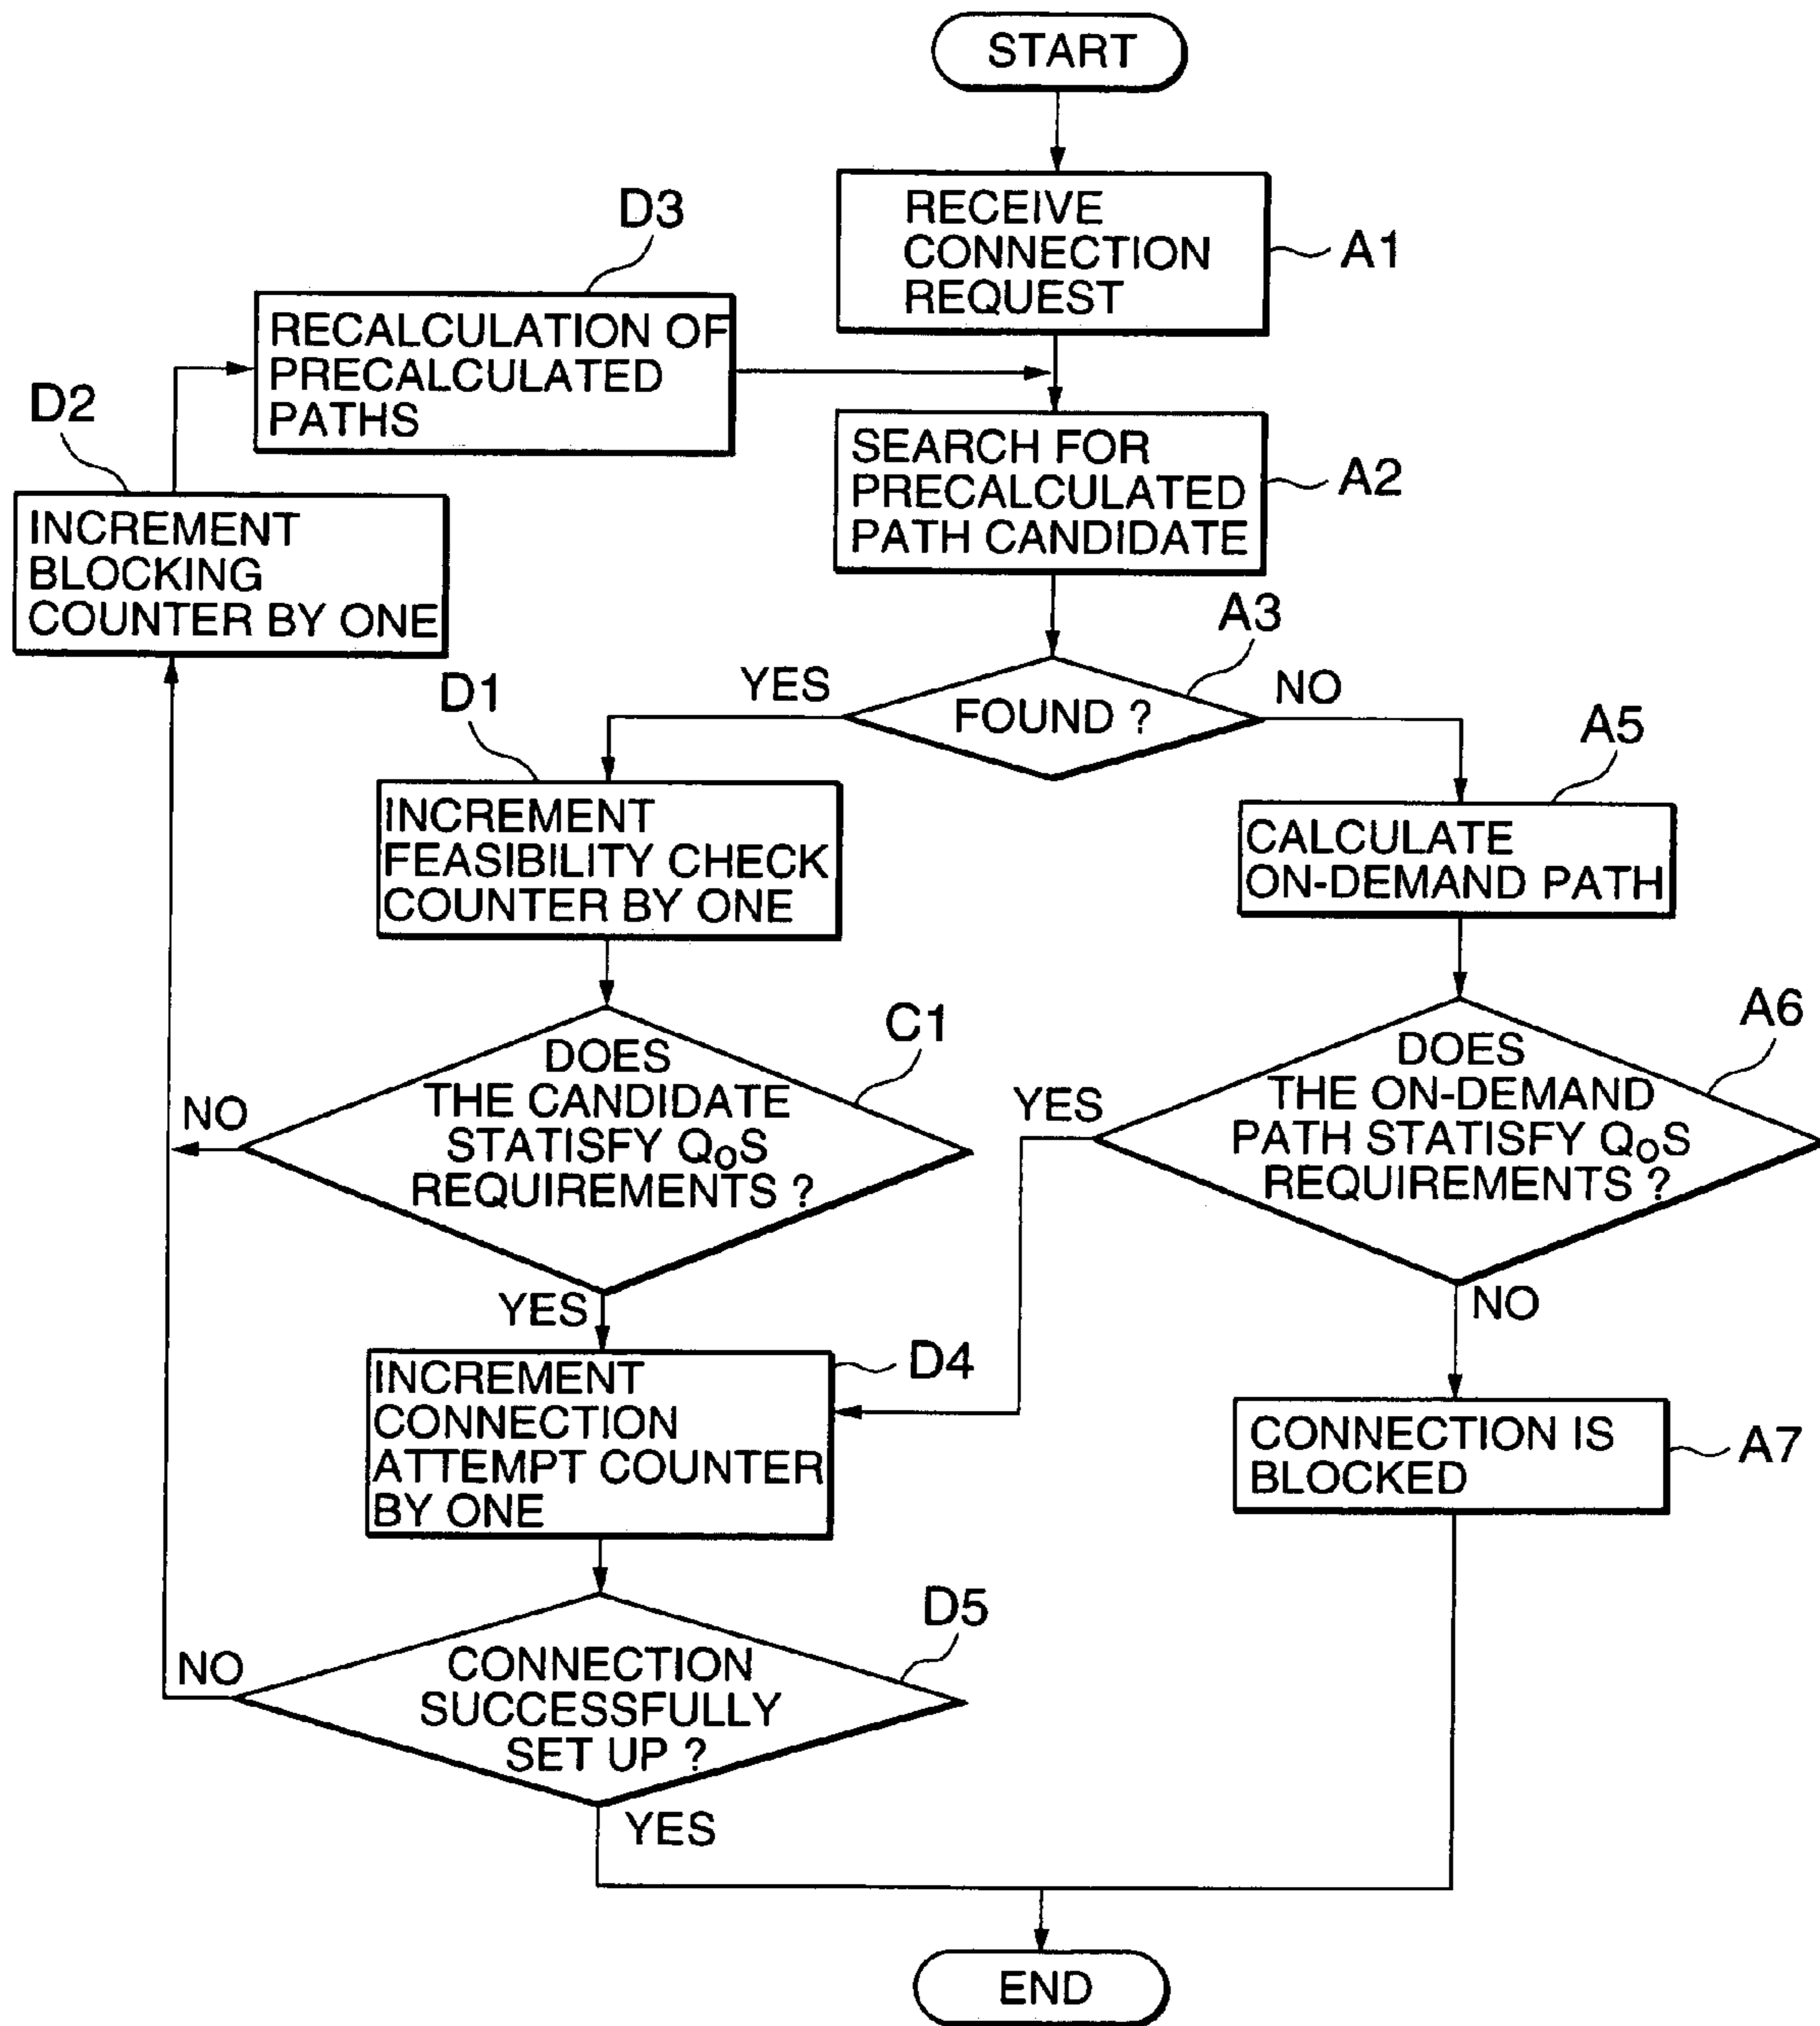 START
RECEIVE
CONNECTION
REQUEST
A1
D3
RECALCULATION OF
PRECALCULATED
PATHS
D2
SEARCH FOR
PRECALCULATED
PATH CANDIDATE
A2
INCREMENT
BLOCKING
COUNTER BY ONE
A3
YES
FOUND ?
NO
D1
A5
INCREMENT
FEASIBILITY CHECK
COUNTER BY ONE
CALCULATE
ON-DEMAND PATH
C1
DOES
THE CANDIDATE
STATISFY QoS
REQUIREMENTS ?
NO
A6
DOES
THE ON-DEMAND
PATH STATISFY QoS
REQUIREMENTS ?
YES
YES
NO
D4
INCREMENT
CONNECTION
ATTEMPT COUNTER
BY ONE
CONNECTION IS
BLOCKED
A7
D5
NO
CONNECTION
SUCCESSFULLY
SET UP ?
YES
END